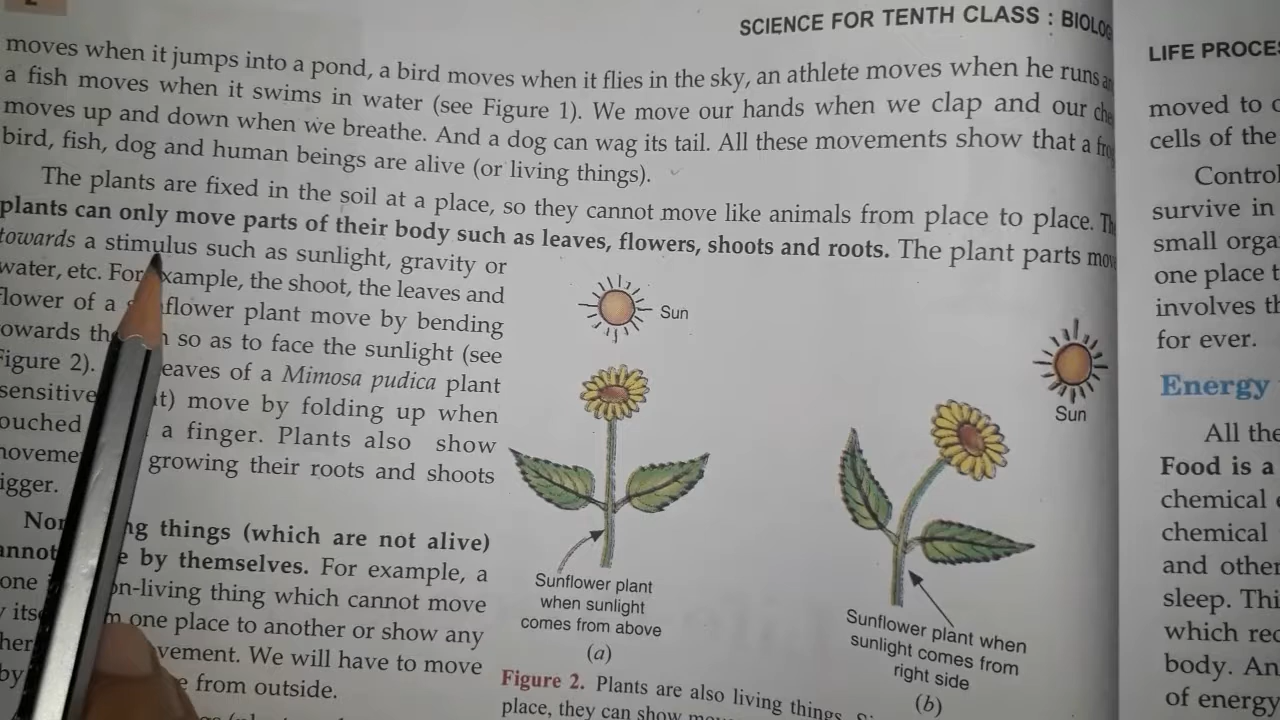 SCIENCE FOR TENTH CLASS : BIOLOG
moves when it jumps into a pond, a bird moves when it flies in the sky, an athlete moves when he runs
a fish moves when it swims in water (see Figure 1). We move our hands when we clap and our
moves up and down when we breathe. And a dog can wag its tail. All these movements show that a
bird, fish, dog and human beings are alive (or living things).
The plants are fixed in the soil at a place, so they cannot move like animals from place to place.
plants can only move parts of their body such as leaves, flowers, shoots and roots. The plant parts
towards a stimulus such as sunlight, gravity or
water, etc. For example, the shoot, the leaves and
flower of a flower plant move by bending
owards so as to face the sunlight (see
Figure 2). eaves of a Mimosa pudica plant
sensitive move by folding up when
ouched a finger. Plants also show
growing their roots and shoots
igger.
ng things (which are not alive)
annot by themselves. For example, a
one on-living thing which cannot move
one place to another or show any
vement. We will have to move
by from outside.
Sun
Sunflower plant
when sunlight
comes from above
(a)
Sun
Sunflower plant when
sunlight comes from
right side
(b)
Figure 2. Plants are also living things.
place, they can show
LIFE PROCE
moved to
cells of the
Control
survive in
small orga
one place t
involves th
for ever.
Energy
All the
Food is a
chemical
chemical
and other
sleep. Thi
which rec
body. An
of energy